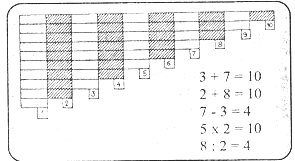 1
2
3
4
5
6
7
8
9
10
3 + 7 = 10
2 + 8 = 10
7 - 3 = 4
5 x 2 = 10
8 : 2 = 4